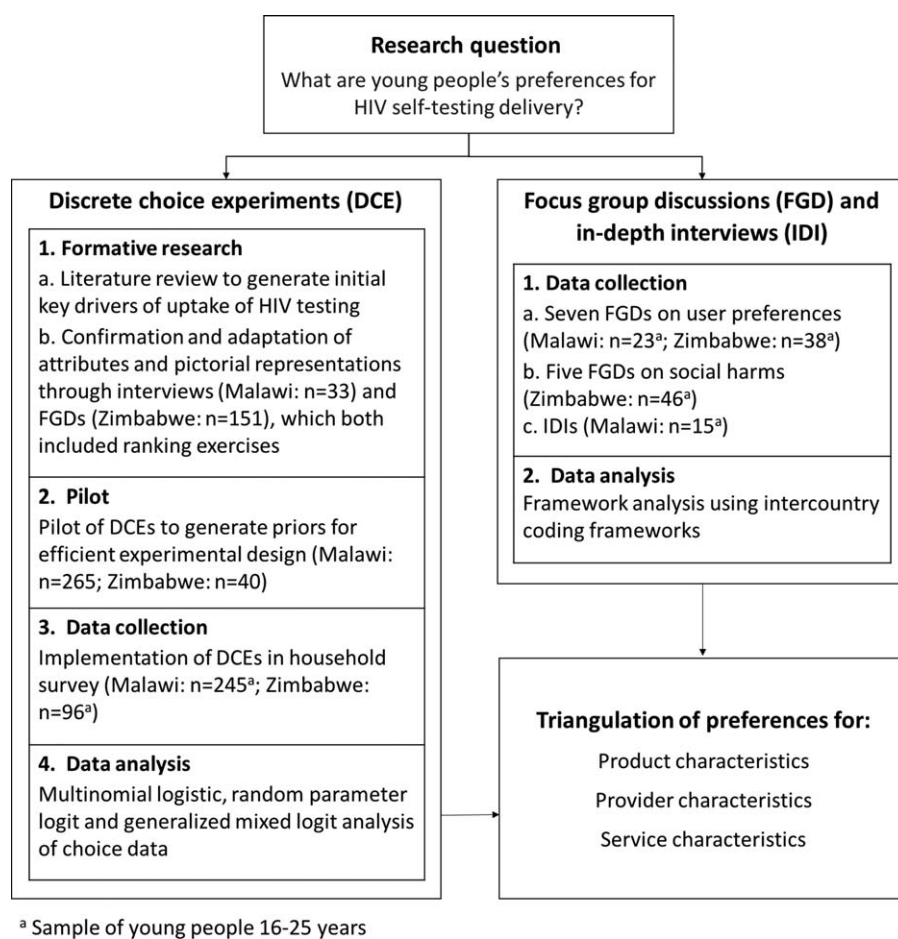 Research question
What are young people's preferences for
HIV self-testing delivery?
Discrete choice experiments (DCE)
1. Formative research
a. Literature review to generate initial
key drivers of uptake of HIV testing
b. Confirmation and adaptation of
attributes and pictorial representations
through interviews (Malawi: n=33) and
FGDs (Zimbabwe: n=151), which both
included ranking exercises
2. Pilot
Pilot of DCEs to generate priors for
efficient experimental design (Malawi:
n=265; Zimbabwe: n=40)
3. Data collection
Implementation of DCEs in household
survey (Malawi: n=245ᵃ; Zimbabwe:
n=96ᵃ)
4. Data analysis
Multinomial logistic, random parameter
logit and generalized mixed logit analysis
of choice data
Focus group discussions (FGD) and
in-depth interviews (IDI)
1. Data collection
a. Seven FGDs on user preferences
(Malawi: n=23ᵃ; Zimbabwe: n=38ᵃ)
b. Five FGDs on social harms
(Zimbabwe: n=46ᵃ)
c. IDIs (Malawi: n=15ᵃ)
2. Data analysis
Framework analysis using intercountry
coding frameworks
Triangulation of preferences for:
Product characteristics
Provider characteristics
Service characteristics
ᵃ Sample of young people 16-25 years